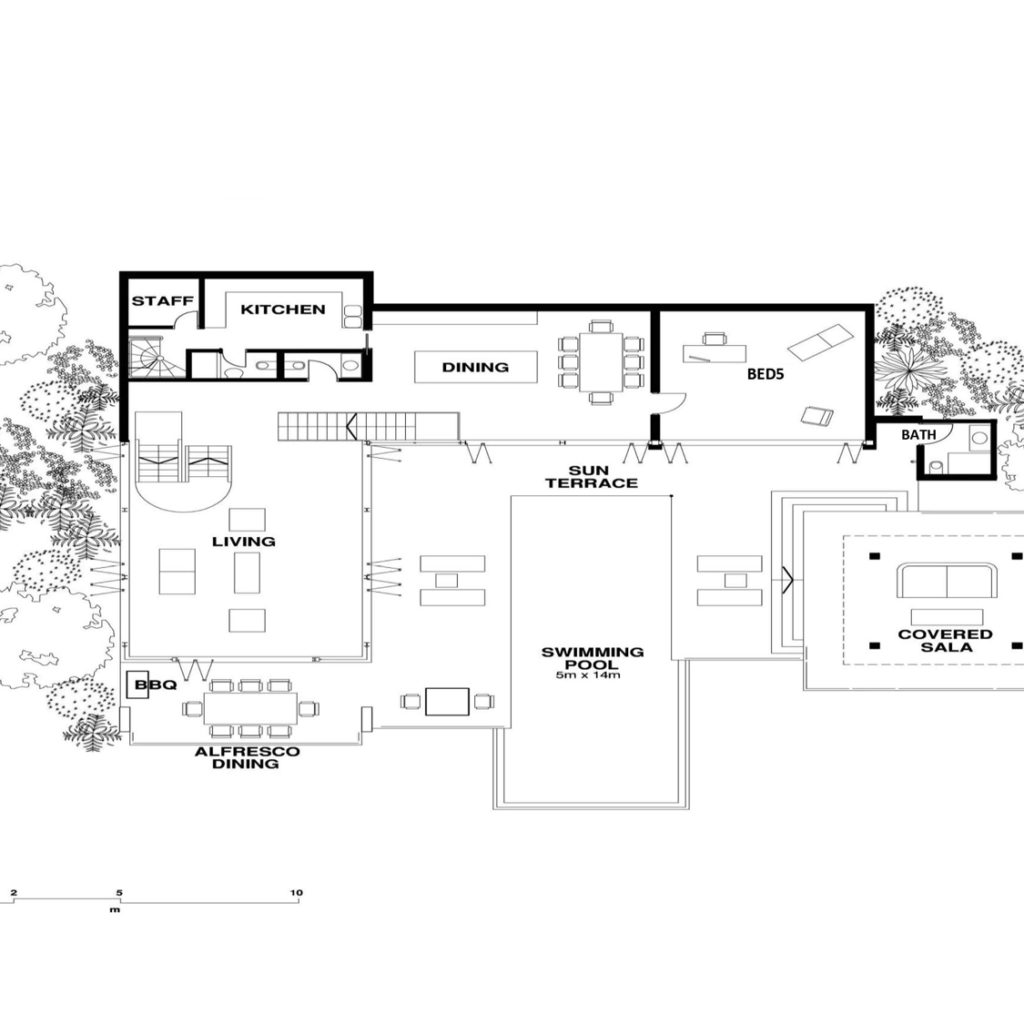 STAFF
KITCHEN
DINING
BED5
BATH
SUN
TERRACE
LIVING
COVERED
SALA
SWIMMING
POOL
5m x 14m
BBQ
ALFRESCO
DINING
2 5 10
m